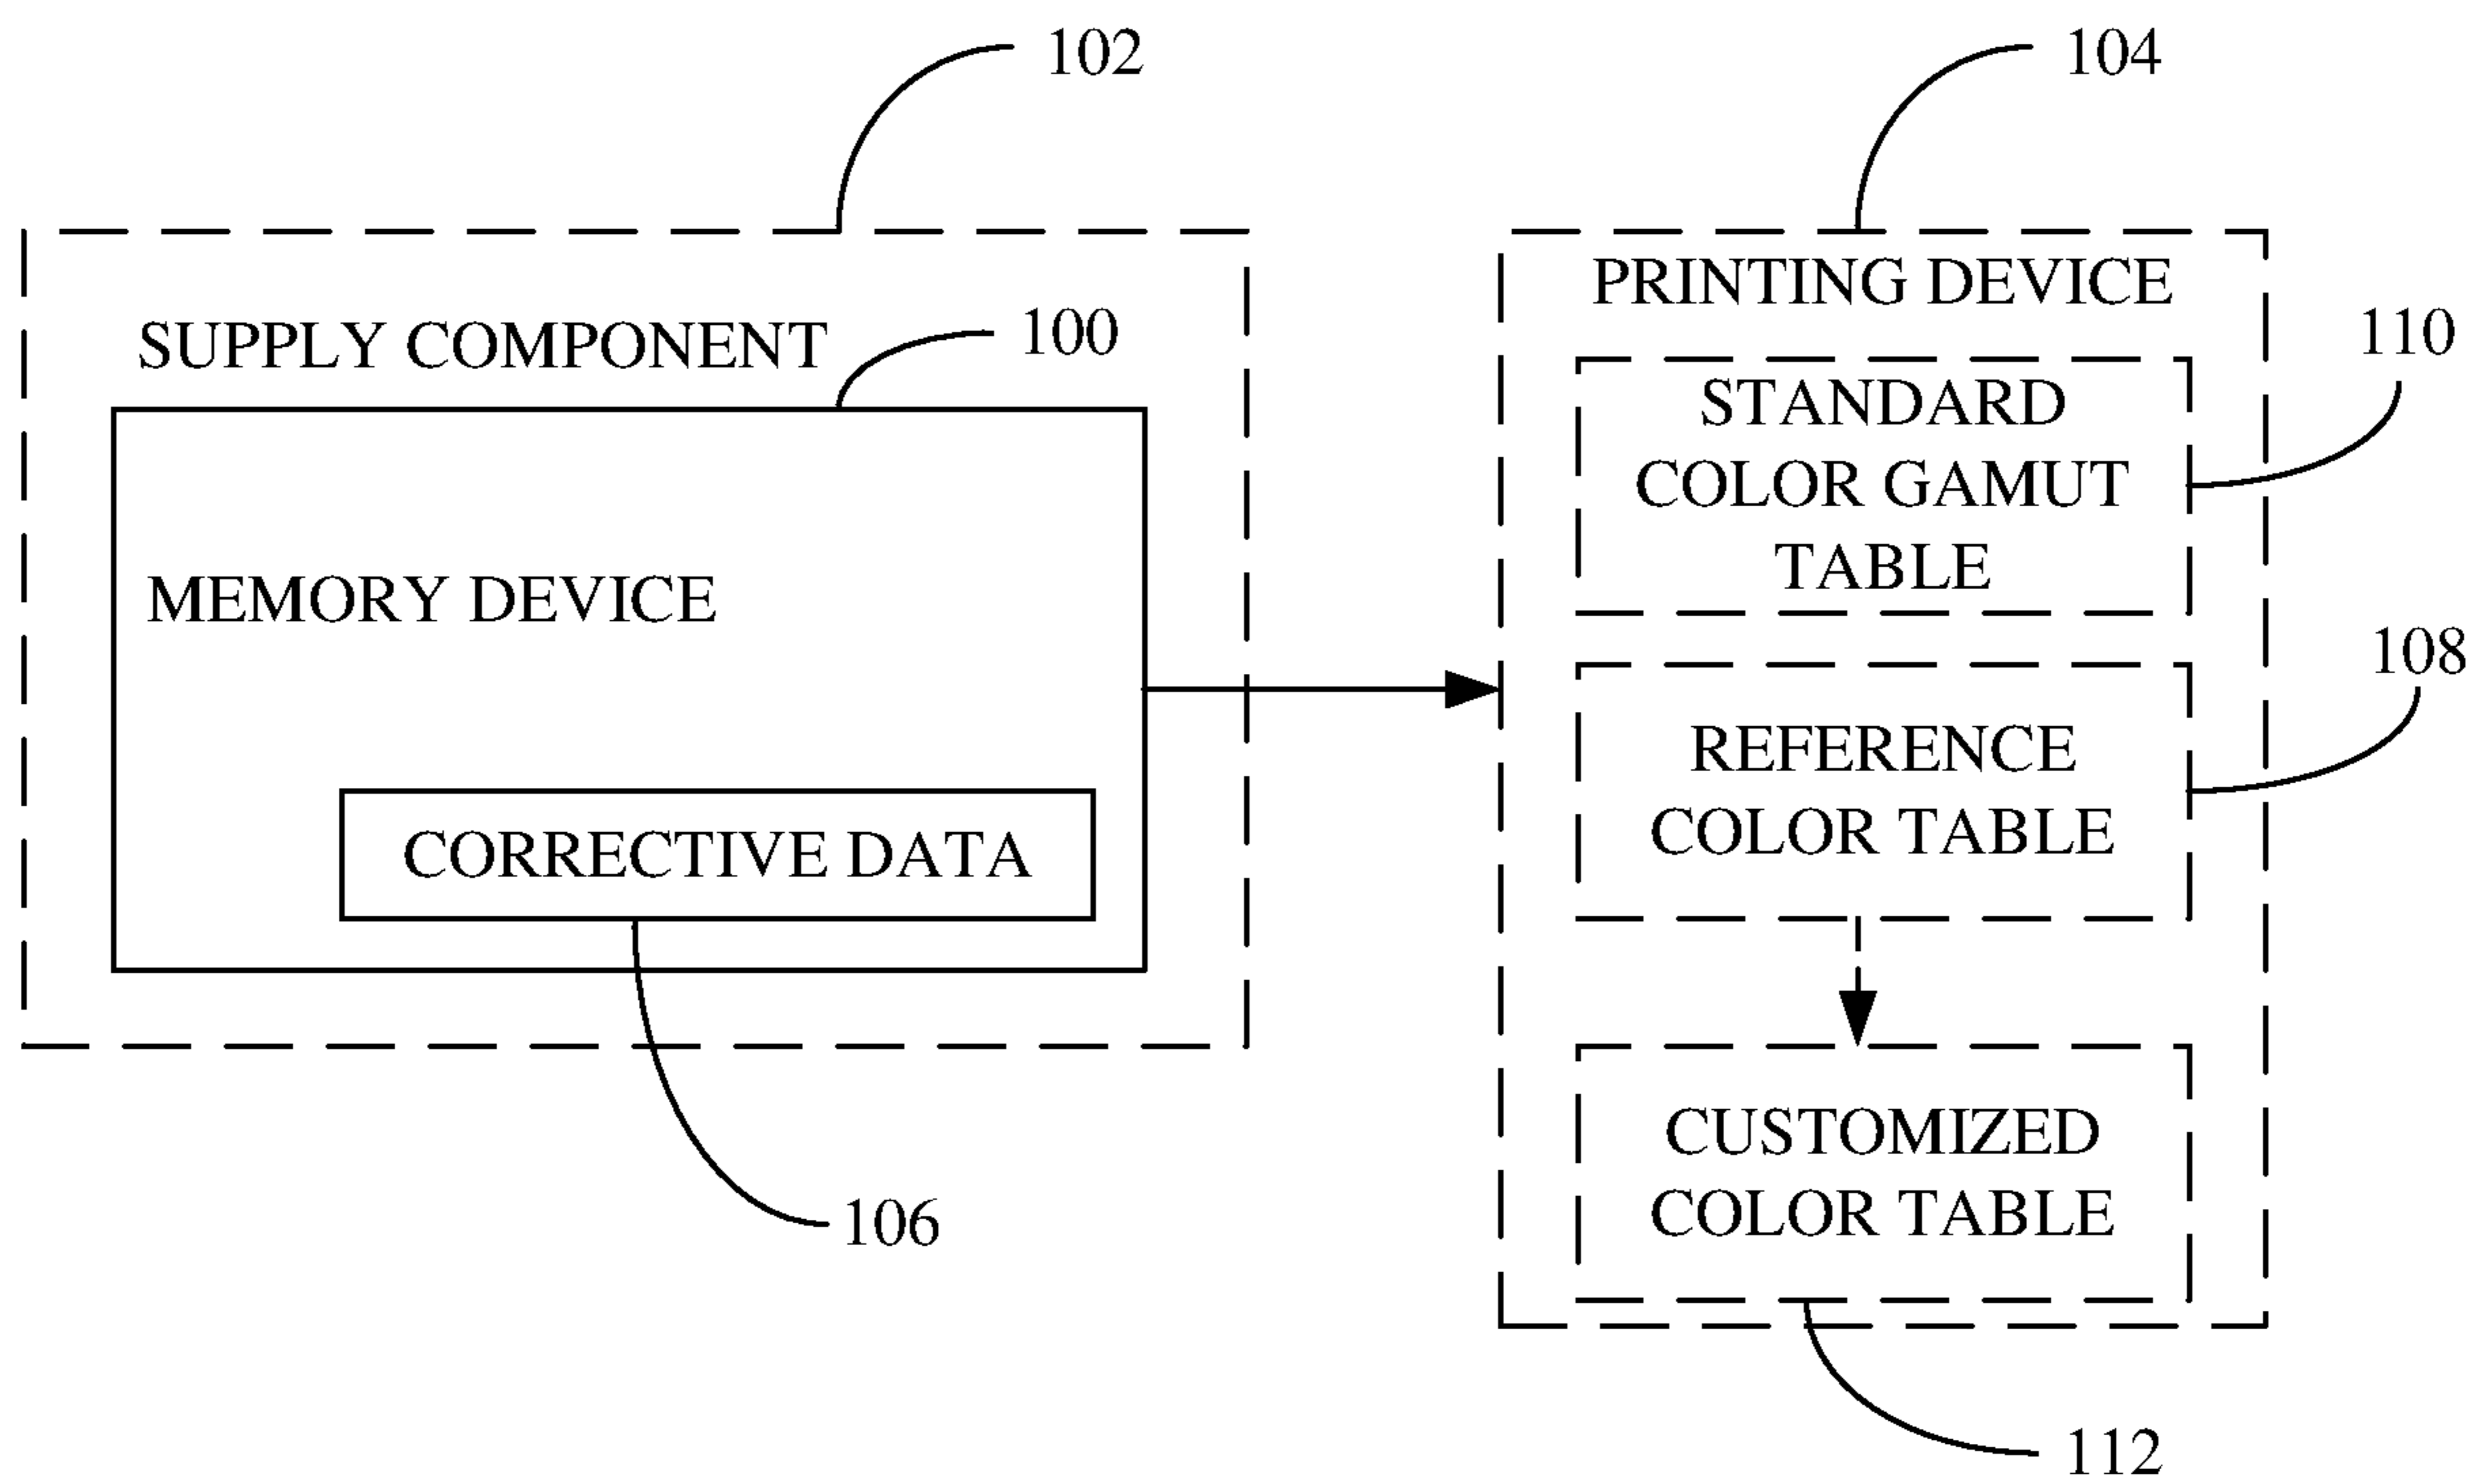 102
104
PRINTING DEVICE
SUPPLY COMPONENT
100
110
STANDARD
COLOR GAMUT
TABLE
MEMORY DEVICE
108
REFERENCE
COLOR TABLE
CORRECTIVE DATA
CUSTOMIZED
COLOR TABLE
106
112